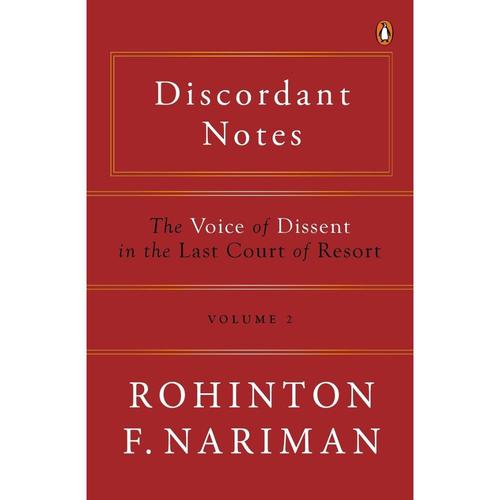 Discordant
Notes
The Voice of Dissent
in the Last Court of Resort
VOLUME 2
ROHINTON
F. NARIMAN